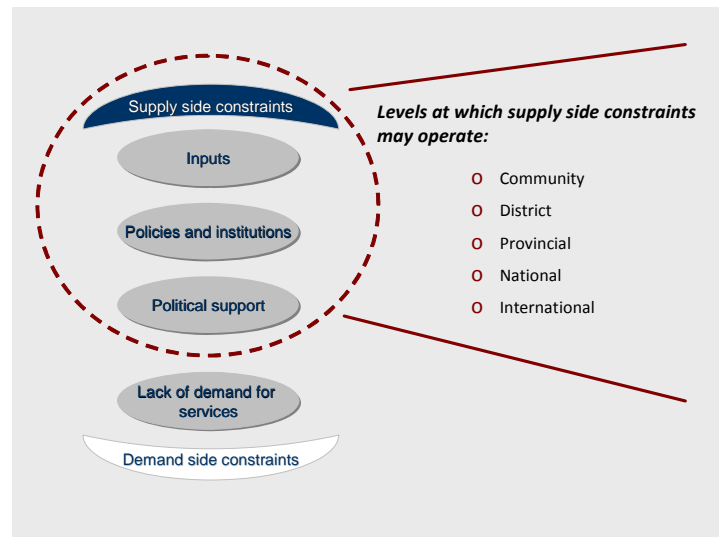 Supply side constraints
Inputs
Policies and institutions
Political support
Lack of demand for
services
Demand side constraints
Levels at which supply side constraints
may operate:
o Community
o District
o Provincial
o National
o International